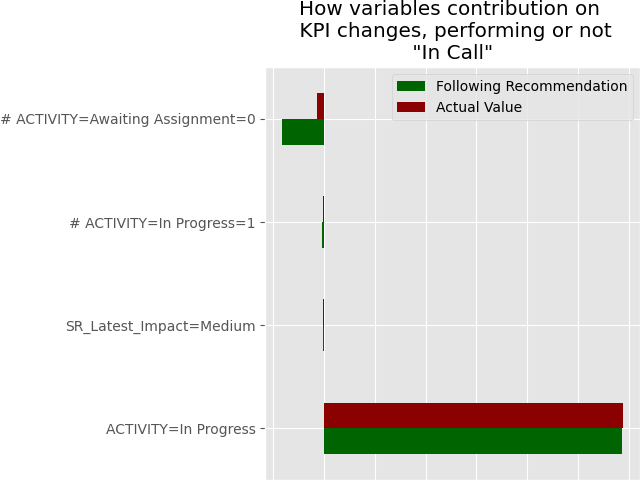 How variables contribution on
KPI changes, performing or not
"In Call"
Following Recommendation
Actual Value
# ACTIVITY=Awaiting Assignment=0
# ACTIVITY=In Progress=1
SR_Latest_Impact=Medium
ACTIVITY=In Progress